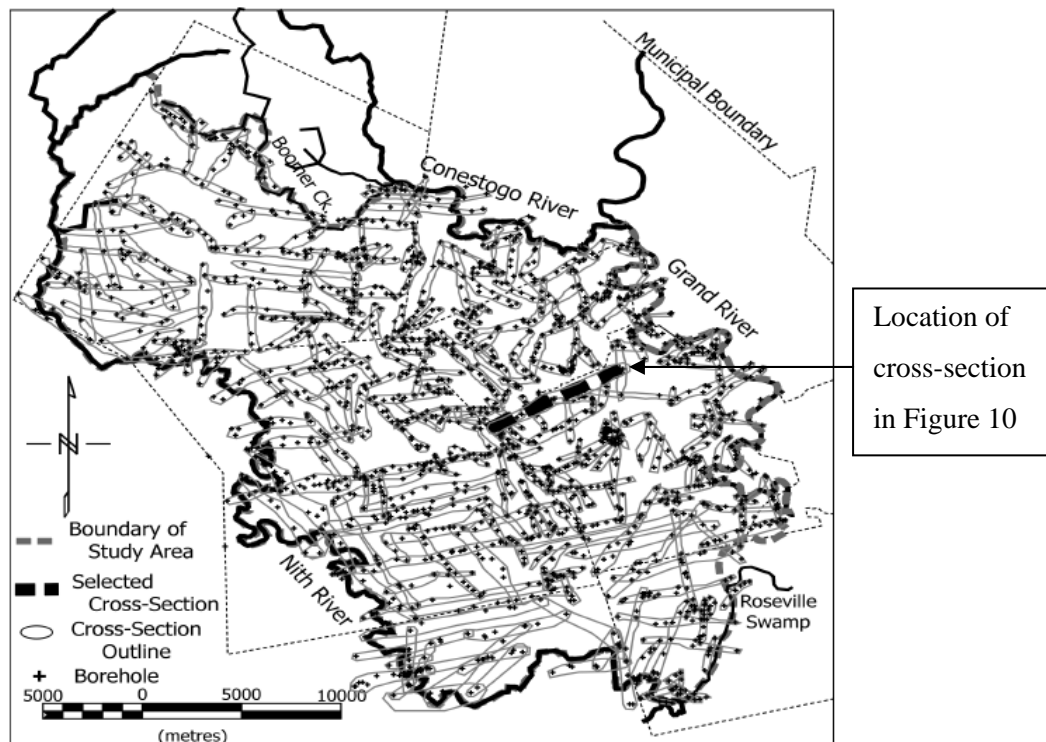 Municipal Boundary
Boomer Ck.
Conestogo River
Grand River
Location of
cross-section
in Figure 10
N
Nith River
Roseville
Swamp
Boundary of
Study Area
Selected
Cross-Section
Cross-Section
Outline
Borehole
5000 0 5000 10000
(metres)